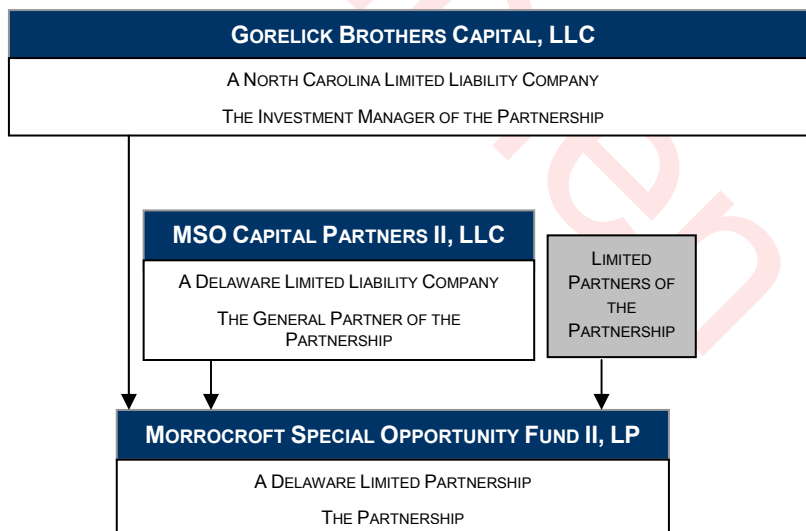 GORELICK BROTHERS CAPITAL, LLC
A NORTH CAROLINA LIMITED LIABILITY COMPANY
THE INVESTMENT MANAGER OF THE PARTNERSHIP
MSO CAPITAL PARTNERS II, LLC
A DELAWARE LIMITED LIABILITY COMPANY
THE GENERAL PARTNER OF THE
PARTNERSHIP
LIMITED
PARTNERS OF
THE
PARTNERSHIP
MORROCROFT SPECIAL OPPORTUNITY FUND II, LP
A DELAWARE LIMITED PARTNERSHIP
THE PARTNERSHIP